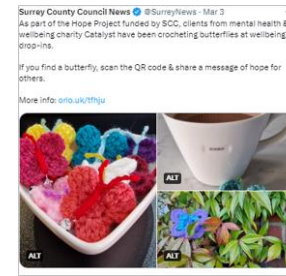 Surrey County Council News @SurreyNews · Mar 3
As part of the Hope Project funded by SCC, clients from mental health &
wellbeing charity Catalyst have been crocheting butterflies at wellbeing
drop-ins.
If you find a butterfly, scan the QR code & share a message of hope for
others.
More info: orlo.uk/tfhju
ALT
ALT
ALT